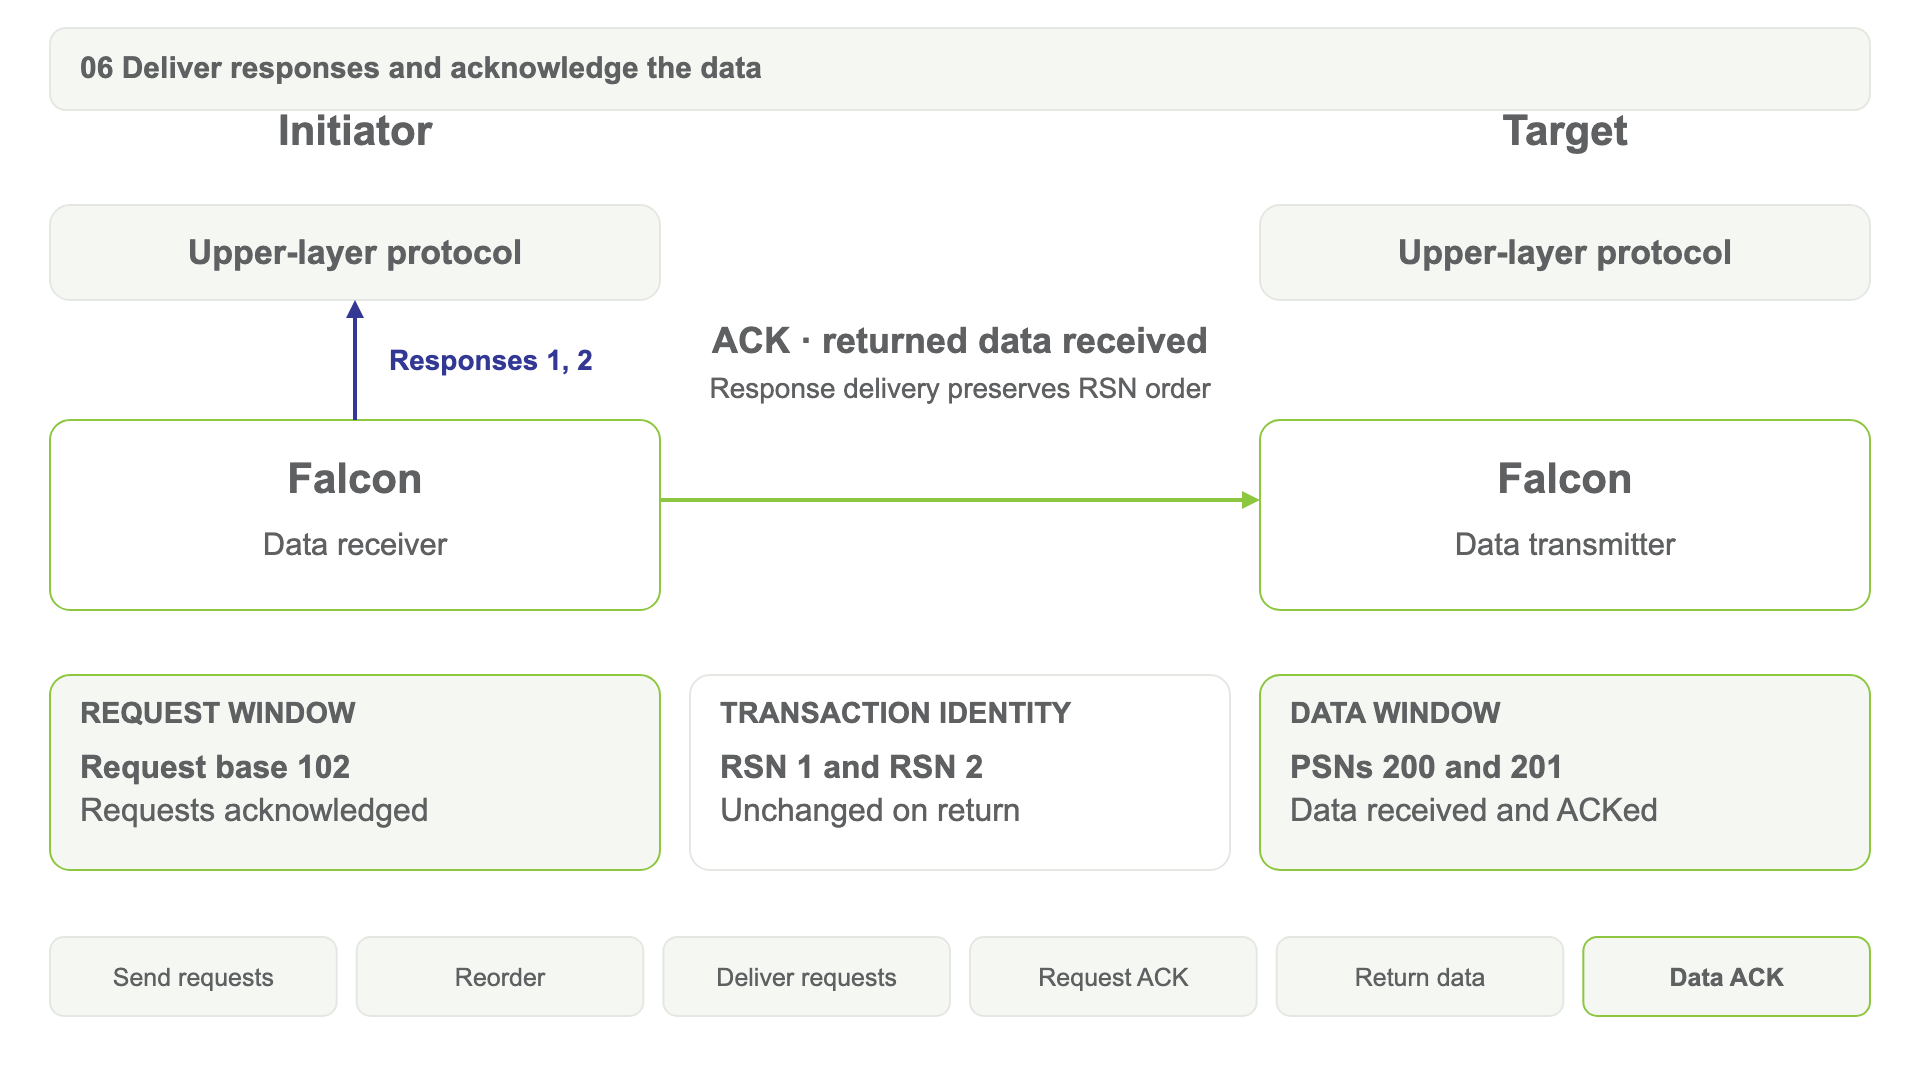 06 Deliver responses and acknowledge the data
Initiator
Target
Upper-layer protocol
Upper-layer protocol
Responses 1, 2
ACK · returned data received
Response delivery preserves RSN order
Falcon
Data receiver
Falcon
Data transmitter
REQUEST WINDOW
Request base 102
Requests acknowledged
TRANSACTION IDENTITY
RSN 1 and RSN 2
Unchanged on return
DATA WINDOW
PSNs 200 and 201
Data received and ACKed
Send requests
Reorder
Deliver requests
Request ACK
Return data
Data ACK